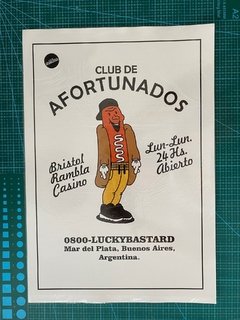 CLUB DE
AFORTUNADOS
Bristol
Rambla
Casino
Lun-Lun.
24 Hs.
Abierto
0800-LUCKYBASTARD
Mar del Plata, Buenos Aires,
Argentina.